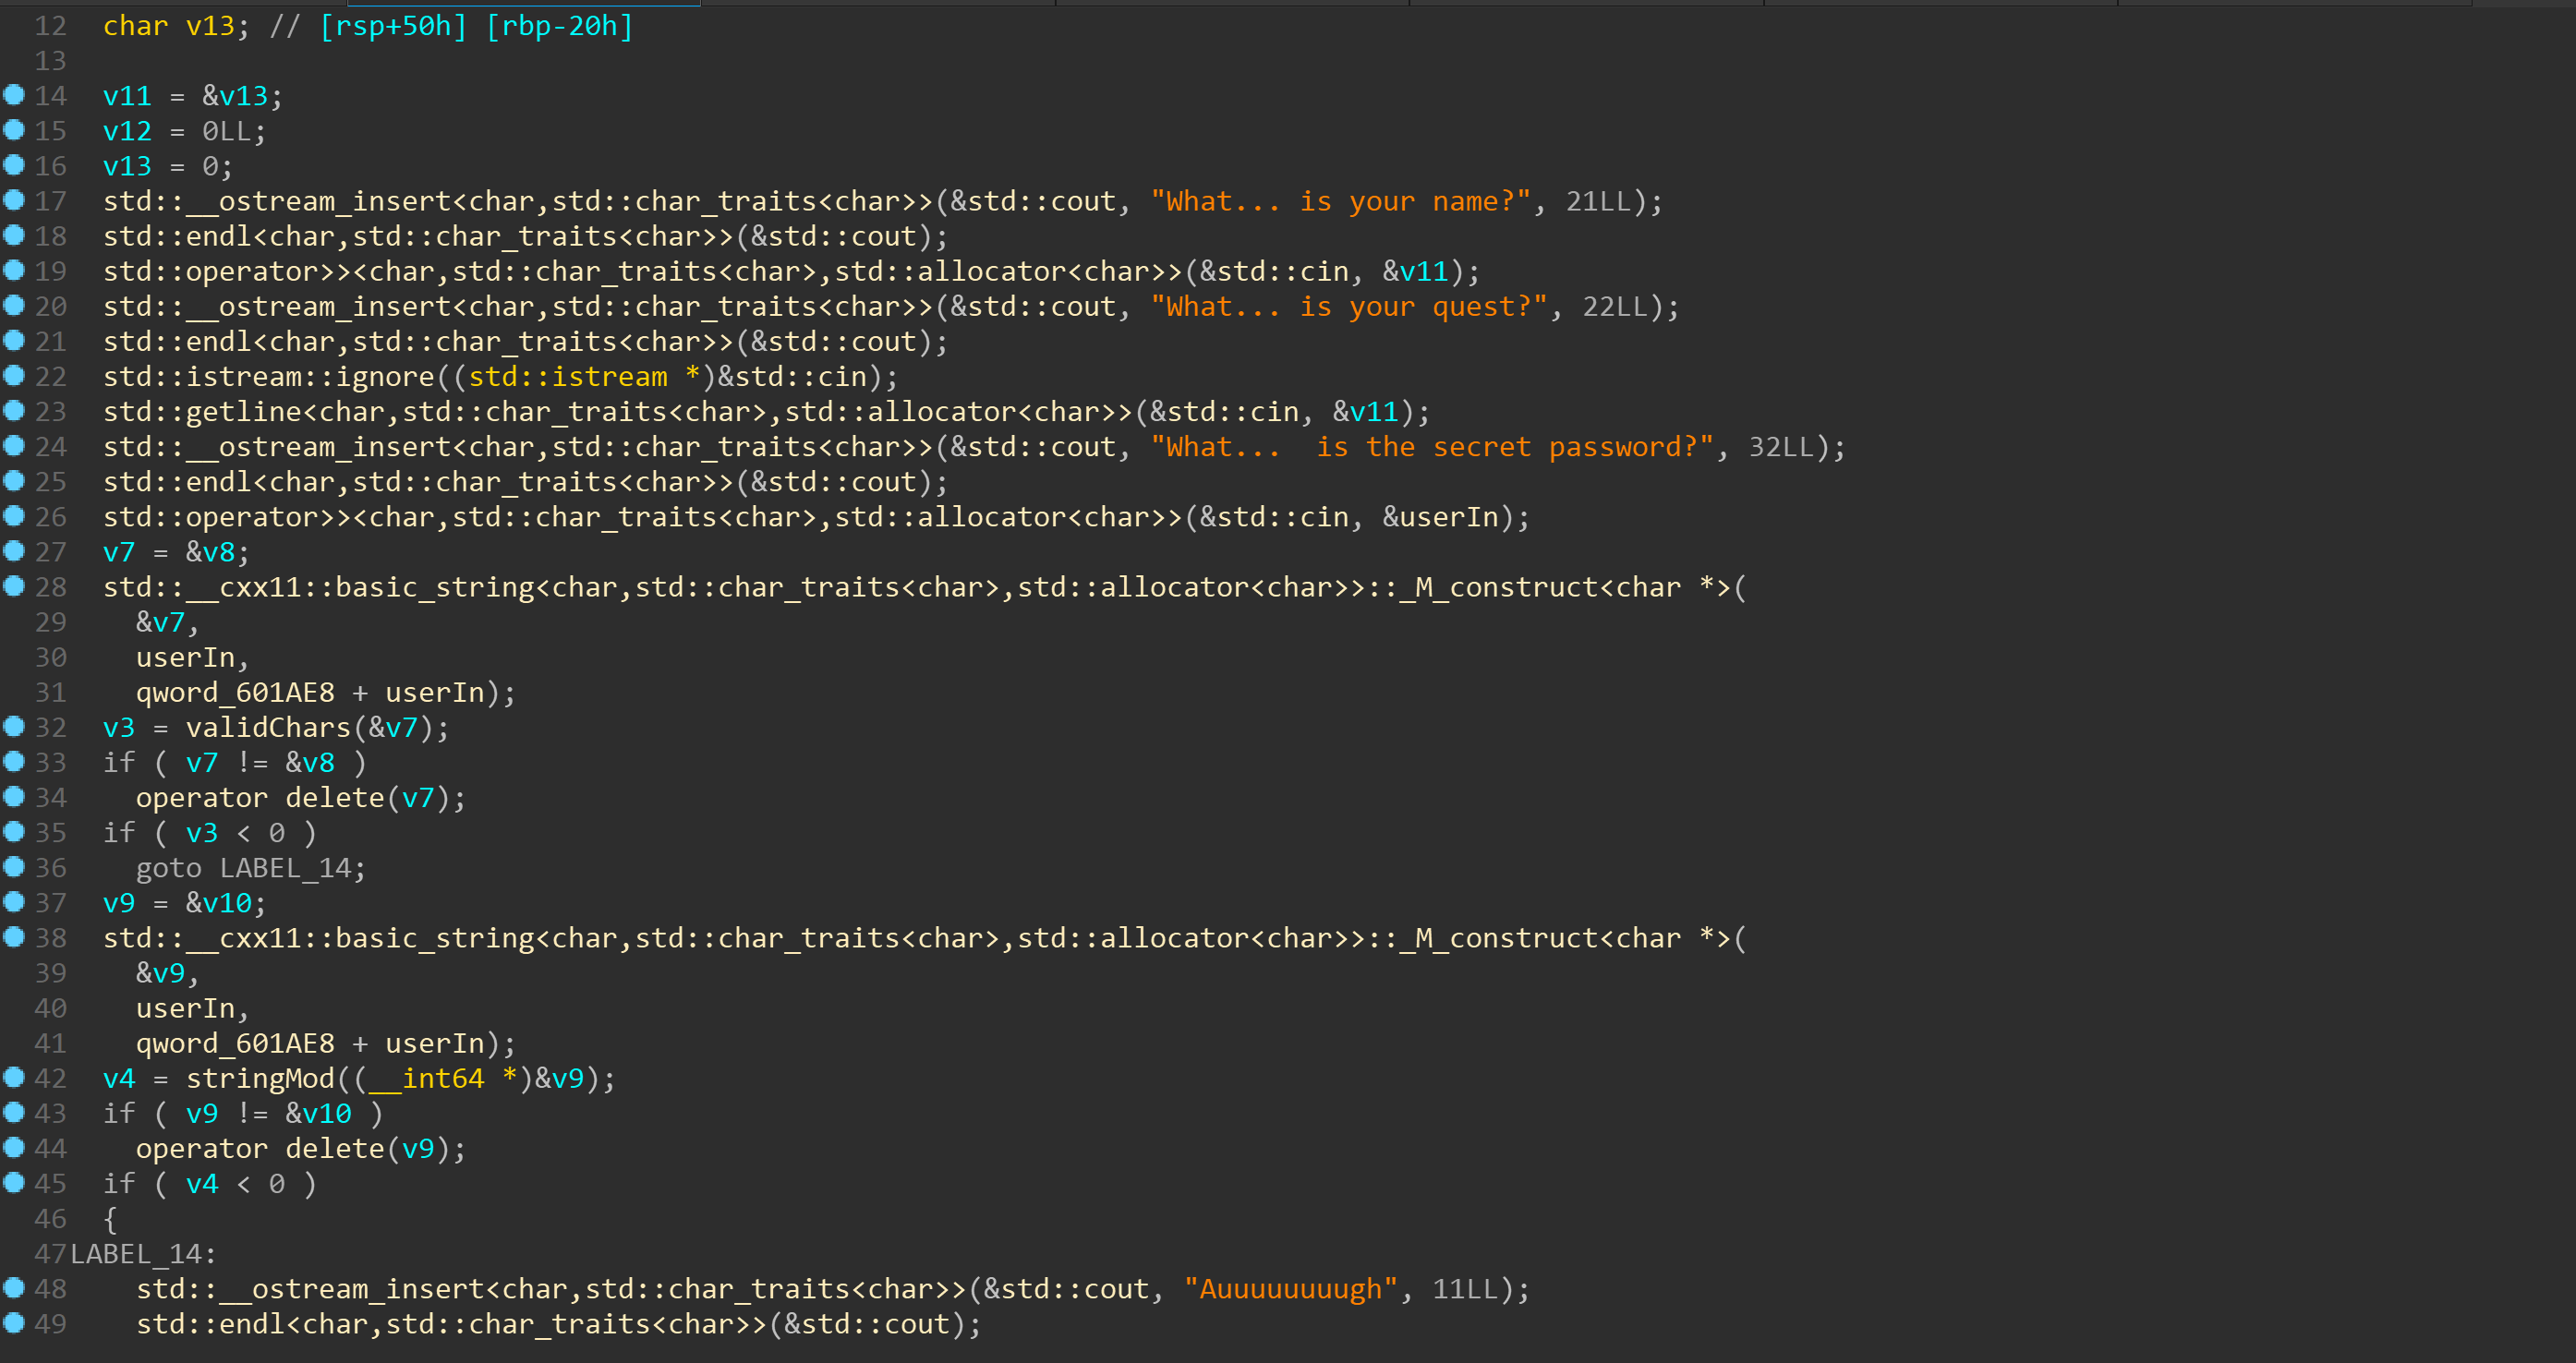 12 char v13; // [rsp+50h] [rbp-20h]
13
14 v11 = &v13;
15 v12 = 0LL;
16 v13 = 0;
17 std::__ostream_insert<char,std::char_traits<char>>(&std::cout, "What... is your name?", 21LL);
18 std::endl<char,std::char_traits<char>>(&std::cout);
19 std::operator>><char,std::char_traits<char>,std::allocator<char>>(&std::cin, &v11);
20 std::__ostream_insert<char,std::char_traits<char>>(&std::cout, "What... is your quest?", 22LL);
21 std::endl<char,std::char_traits<char>>(&std::cout);
22 std::istream::ignore((std::istream *)&std::cin);
23 std::getline<char,std::char_traits<char>,std::allocator<char>>(&std::cin, &v11);
24 std::__ostream_insert<char,std::char_traits<char>>(&std::cout, "What...  is the secret password?", 32LL);
25 std::endl<char,std::char_traits<char>>(&std::cout);
26 std::operator>><char,std::char_traits<char>,std::allocator<char>>(&std::cin, &userIn);
27 v7 = &v8;
28 std::__cxx11::basic_string<char,std::char_traits<char>,std::allocator<char>>::_M_construct<char *>(
29 &v7,
30 userIn,
31 qword_601AE8 + userIn);
32 v3 = validChars(&v7);
33 if ( v7 != &v8 )
34 operator delete(v7);
35 if ( v3 < 0 )
36 goto LABEL_14;
37 v9 = &v10;
38 std::__cxx11::basic_string<char,std::char_traits<char>,std::allocator<char>>::_M_construct<char *>(
39 &v9,
40 userIn,
41 qword_601AE8 + userIn);
42 v4 = stringMod((__int64 *)&v9);
43 if ( v9 != &v10 )
44 operator delete(v9);
45 if ( v4 < 0 )
46 {
47 LABEL_14:
48 std::__ostream_insert<char,std::char_traits<char>>(&std::cout, "Auuuuuuuugh", 11LL);
49 std::endl<char,std::char_traits<char>>(&std::cout);